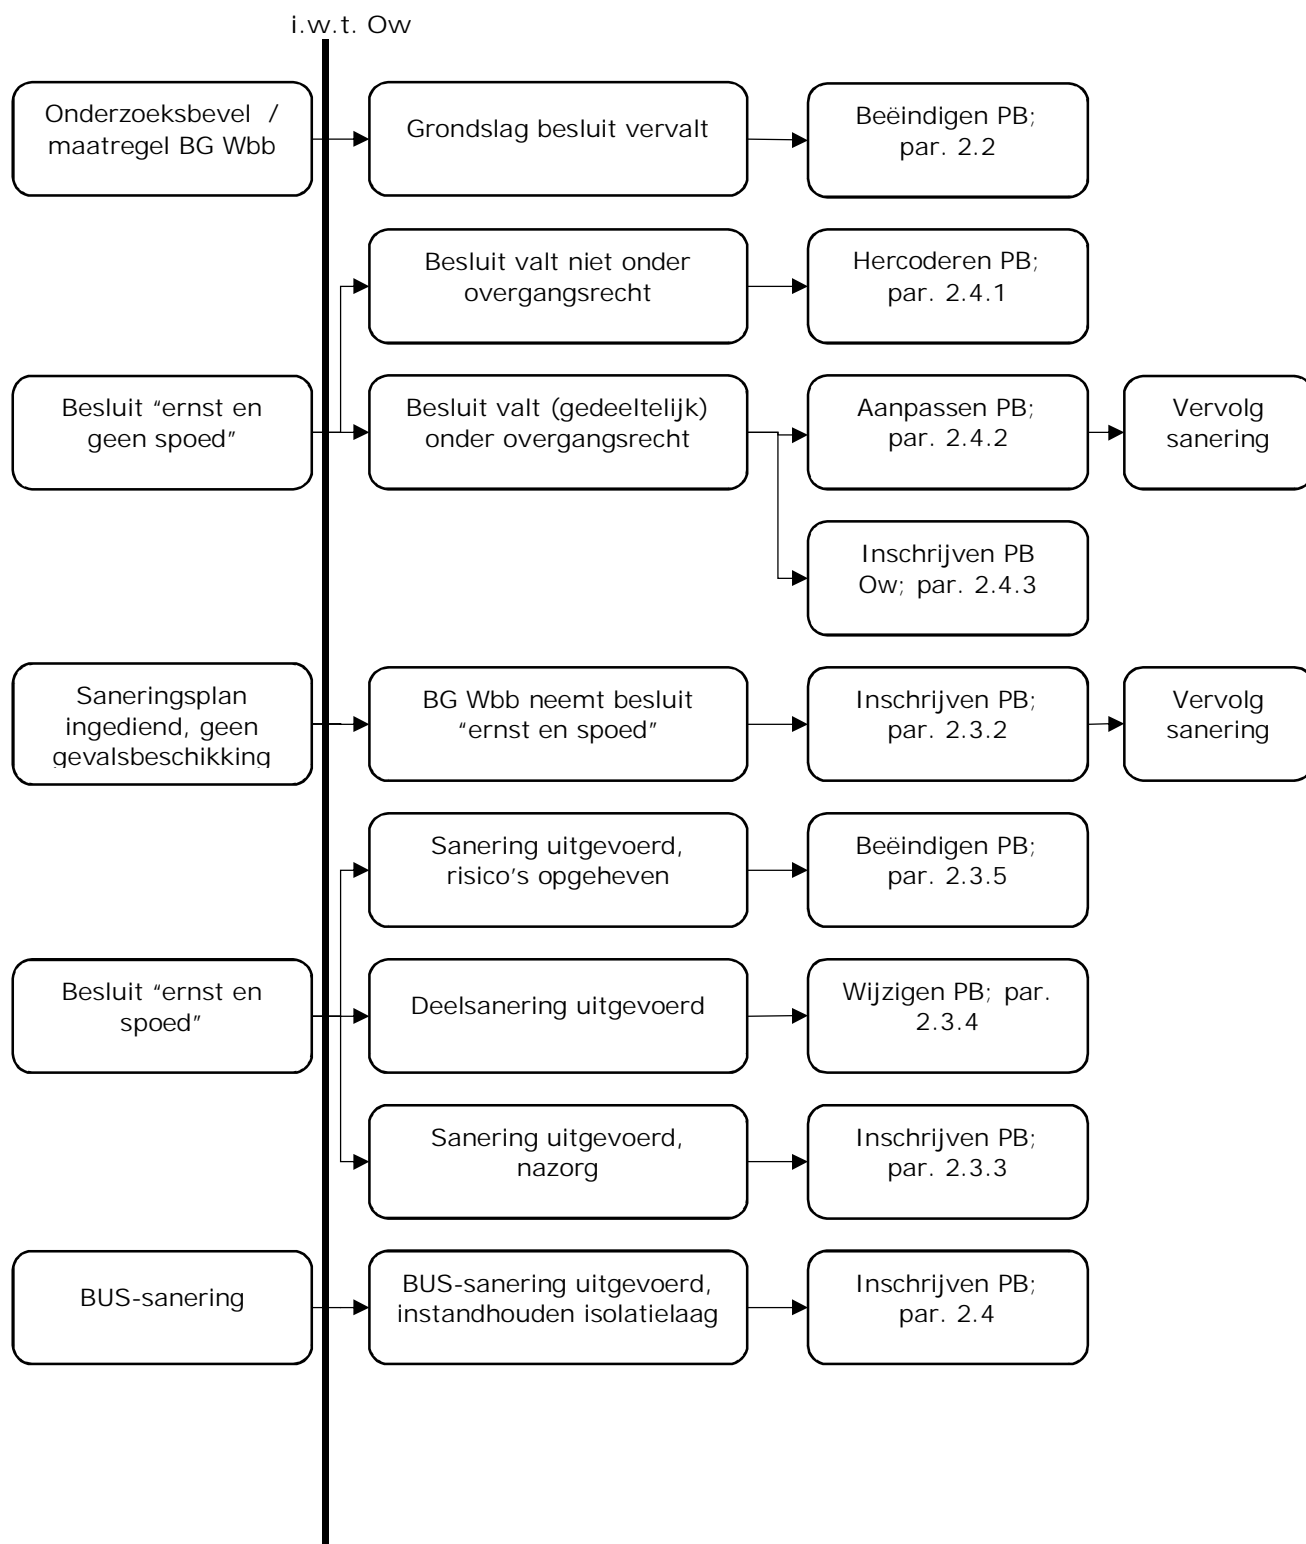 i.w.t. Ow
Onderzoeksbevel /
maatregel BG Wbb
Grondslag besluit vervalt
Beëindigen PB;
par. 2.2
Besluit valt niet onder
overgangsrecht
Hercoderen PB;
par. 2.4.1
Besluit “ernst en
geen spoed”
Besluit valt (gedeeltelijk)
onder overgangsrecht
Aanpassen PB;
par. 2.4.2
Vervolg
sanering
Inschrijven PB
Ow; par. 2.4.3
Saneringsplan
ingediend, geen
gevalsbeschikking
BG Wbb neemt besluit
“ernst en spoed”
Inschrijven PB;
par. 2.3.2
Vervolg
sanering
Sanering uitgevoerd,
risico’s opgeheven
Beëindigen PB;
par. 2.3.5
Besluit “ernst en
spoed”
Deelsanering uitgevoerd
Wijzigen PB; par.
2.3.4
Sanering uitgevoerd,
nazorg
Inschrijven PB;
par. 2.3.3
BUS-sanering
BUS-sanering uitgevoerd,
instandhouden isolatielaag
Inschrijven PB;
par. 2.4